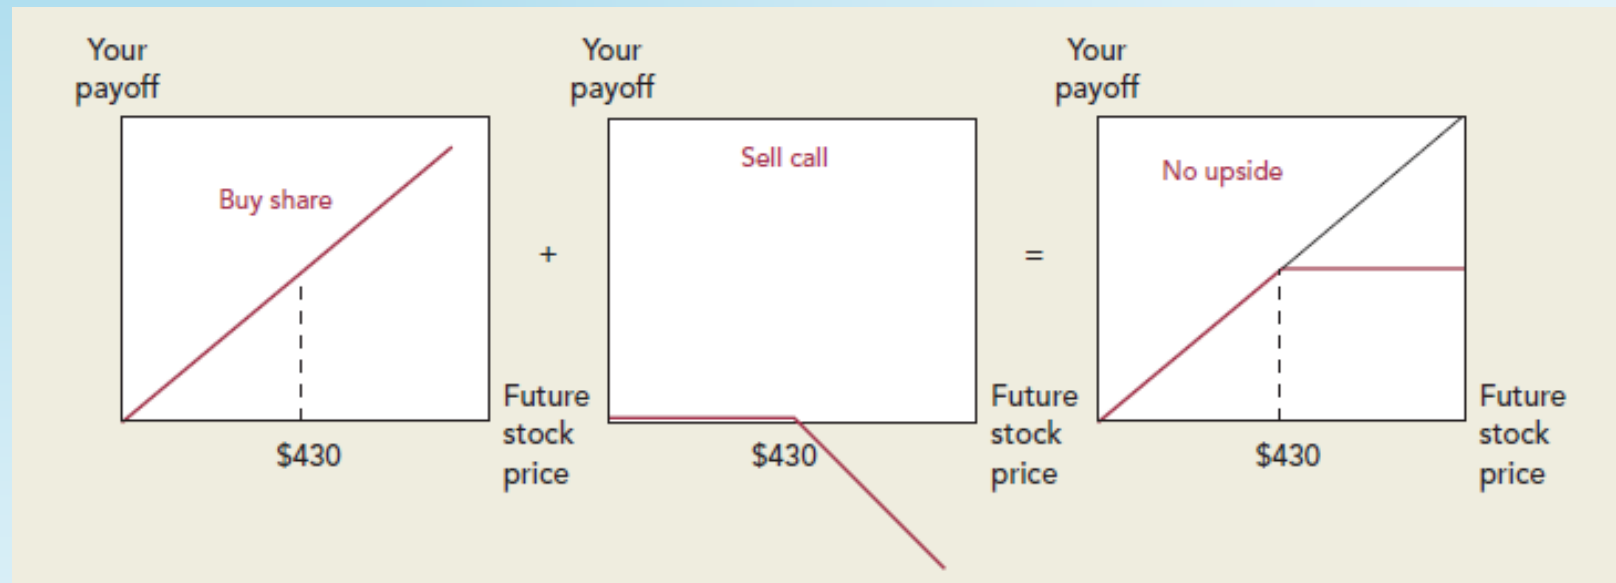 Your
payoff
Your
payoff
Your
payoff
Buy share
Sell call
No upside
+
=
Future
stock
price
Future
stock
price
Future
stock
price
$430
$430
$430